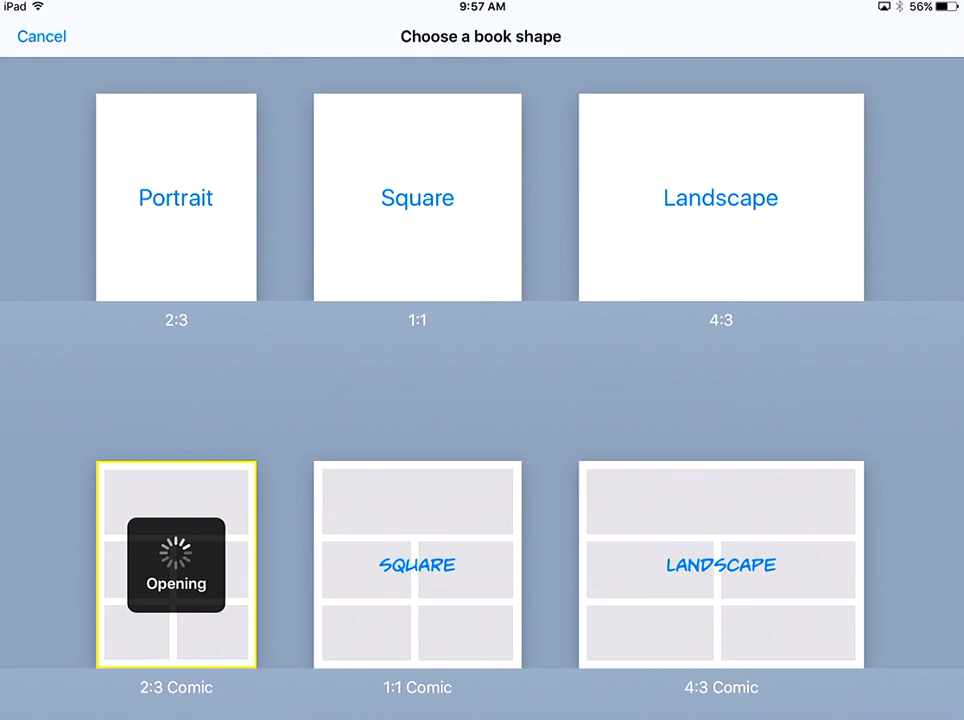 iPad 9:57 AM 56%
Cancel Choose a book shape
Portrait Square Landscape
2:3 1:1 4:3
SQUARE LANDSCAPE
Opening
2:3 Comic 1:1 Comic 4:3 Comic